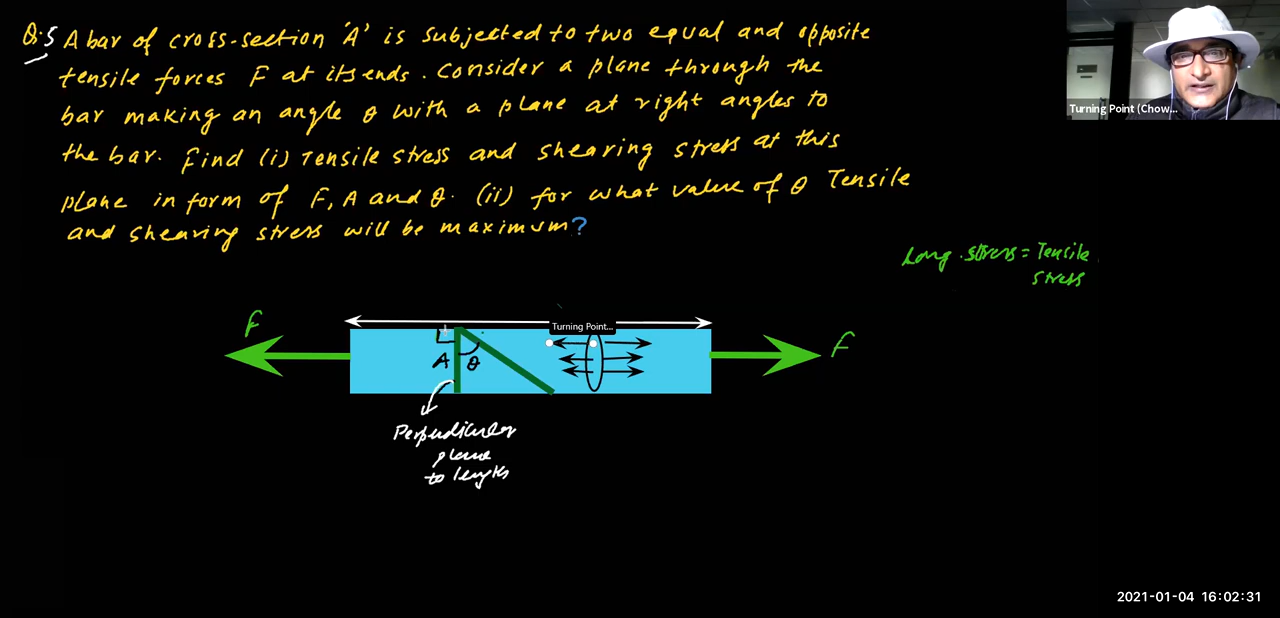 Q.5 A bar of cross-section 'A' is subjected to two equal and opposite
tensile forces F at its ends. Consider a plane through the
bar making an angle θ with a plane at right angles to
the bar. Find (i) Tensile stress and shearing stress at this
plane in form of F, A and θ. (ii) for what value of θ Tensile
and shearing stress will be maximum?
Turning Point (Chow...
Long. stress = Tensile
stress
F
Turning Point...
F
A θ
Perpendicular
plane
to length
2021-01-04 16:02:31